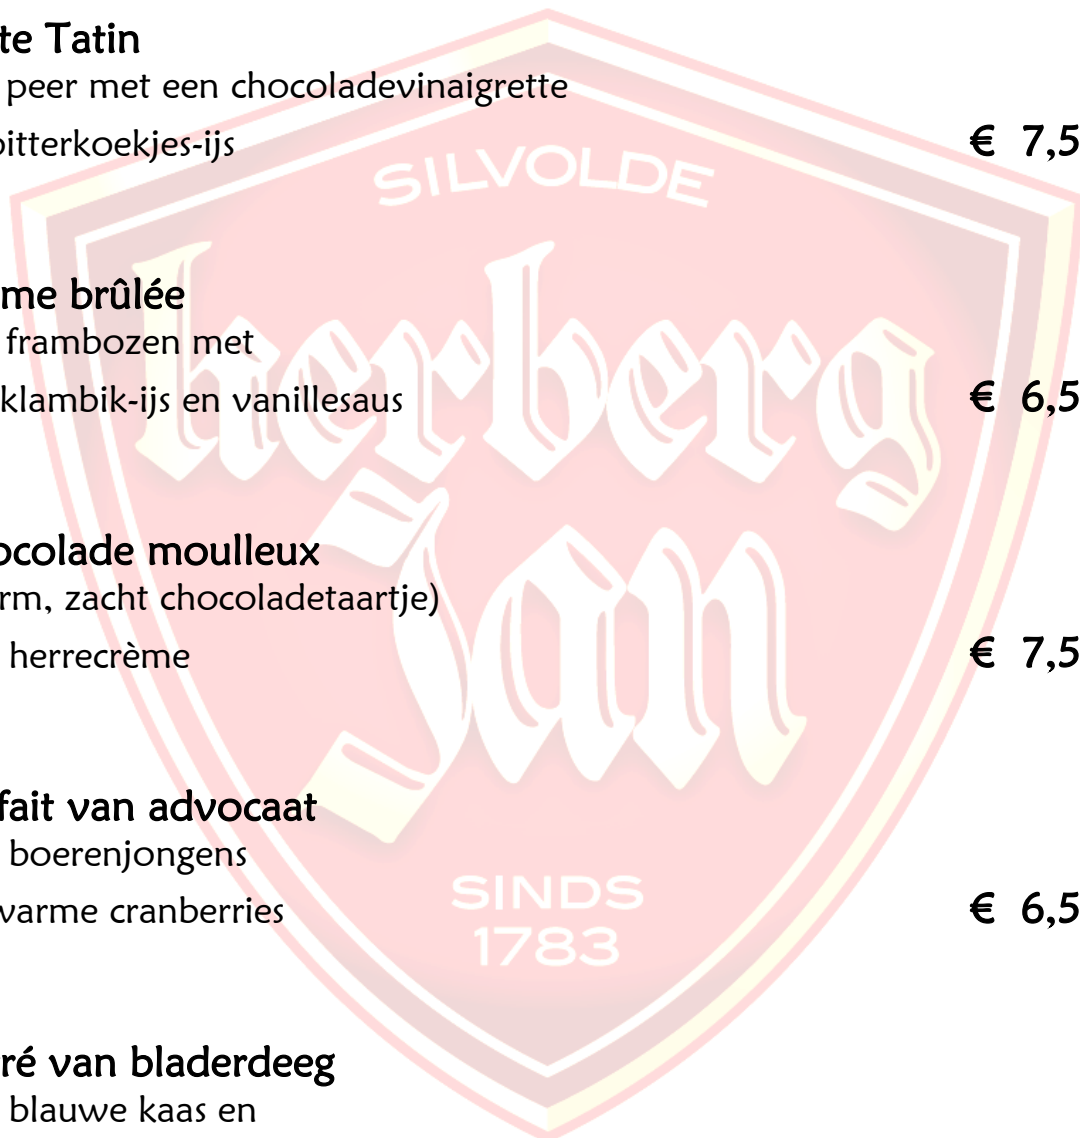 te Tatin
peer met een chocoladevinaigrette
bitterkoekjes-ijs € 7,5
SILVOLDE
me brûlée
frambozen met
klambik-ijs en vanillesaus € 6,5
herberg
Jan
ocolade moulleux
rm, zacht chocoladetaartje)
herrecrème € 7,5
fait van advocaat
boerenjongens
warme cranberries € 6,5
SINDS
1783
ré van bladerdeeg
blauwe kaas en